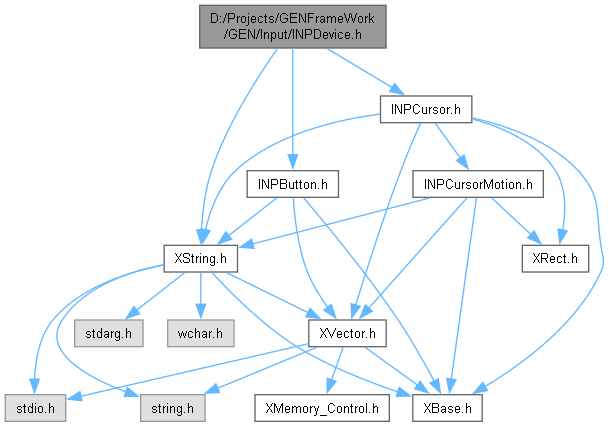 D:/Projects/GENFrameWork
/GEN/Input/INPDevice.h
INPCursor.h
INPButton.h
INPCursorMotion.h
XString.h
XRect.h
stdarg.h
wchar.h
XVector.h
stdio.h
string.h
XMemory_Control.h
XBase.h